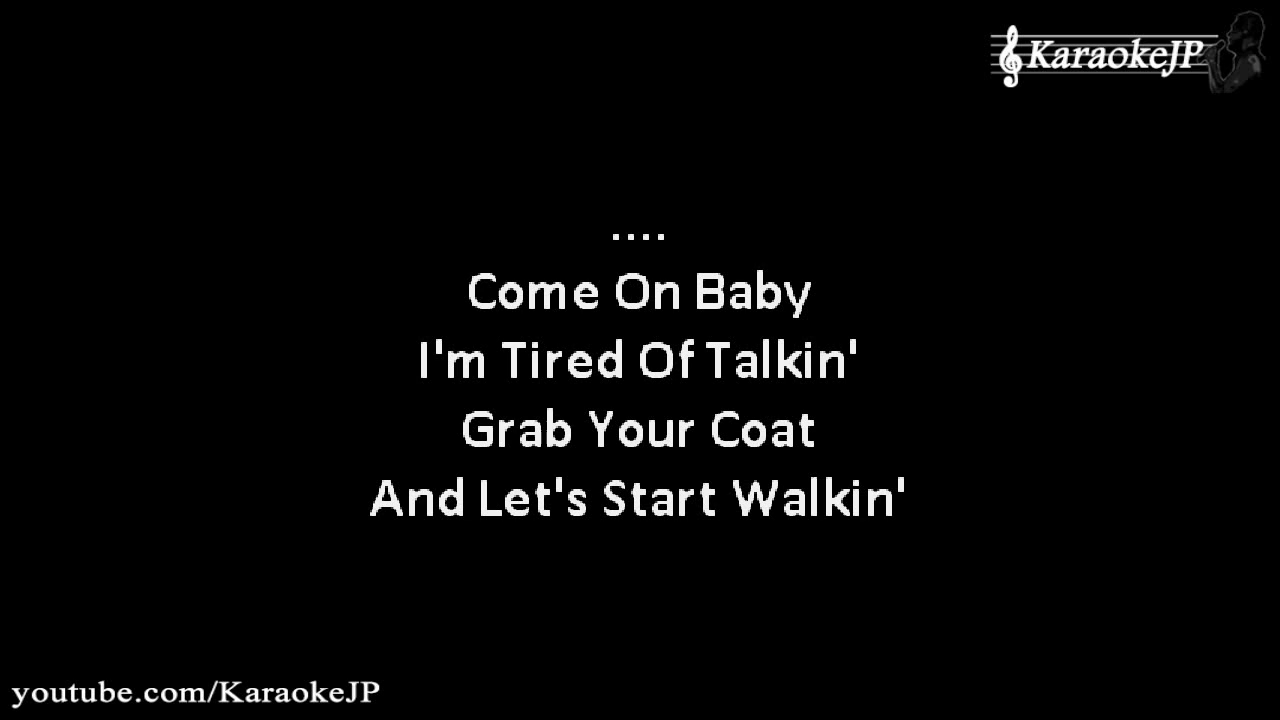 KaraokeJP
....
Come On Baby
I'm Tired Of Talkin'
Grab Your Coat
And Let's Start Walkin'
youtube.com/KaraokeJP